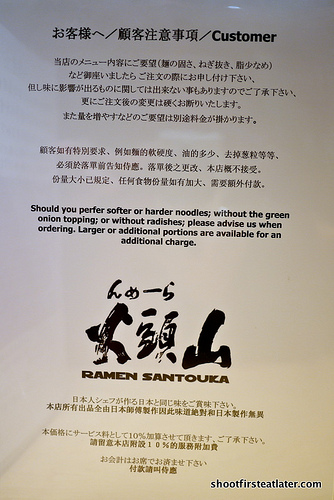 お客様へ／顧客注意事項／Customer
当店のメニュー内容にご要望(麺の固さ、ねぎ抜き、脂少なめ)
など御座いましたら ご注文の際にお申し付け下さい、
但し味に影響が出るものに関しては出来ない事もありますのでご了承下さい、
更にご注文後の変更は硬くお断りいたします。
また量を増やすなどのご要望は別途料金が掛かります。
顧客如有特別要求、例如麵的軟硬度、油的多少、去掉葱粒等等、
必須於落單前告知侍應。落單後之更改、本店概不接受。
份量大小已規定、任何食物份量如有加大、需要額外付款。
Should you perfer softer or harder noodles; without the green
onion topping; or without radishes; please advise us when
ordering. Larger or additional portions are available for an
additional charge.
らーめん
山頭火
RAMEN SANTOUKA
日本人シェフが作る日本と同じ味をご賞味下さい。
本店所有出品全由日本師傅製作因此味道絶對和日本製作無異
本価格にサービス料として10％加算させて頂きます、ご了承下さい。
請留意本店附設１０％的服務附加費
お会計はお席でお済ませ下さい
付款請叫侍應
shootfirsteatlater.com